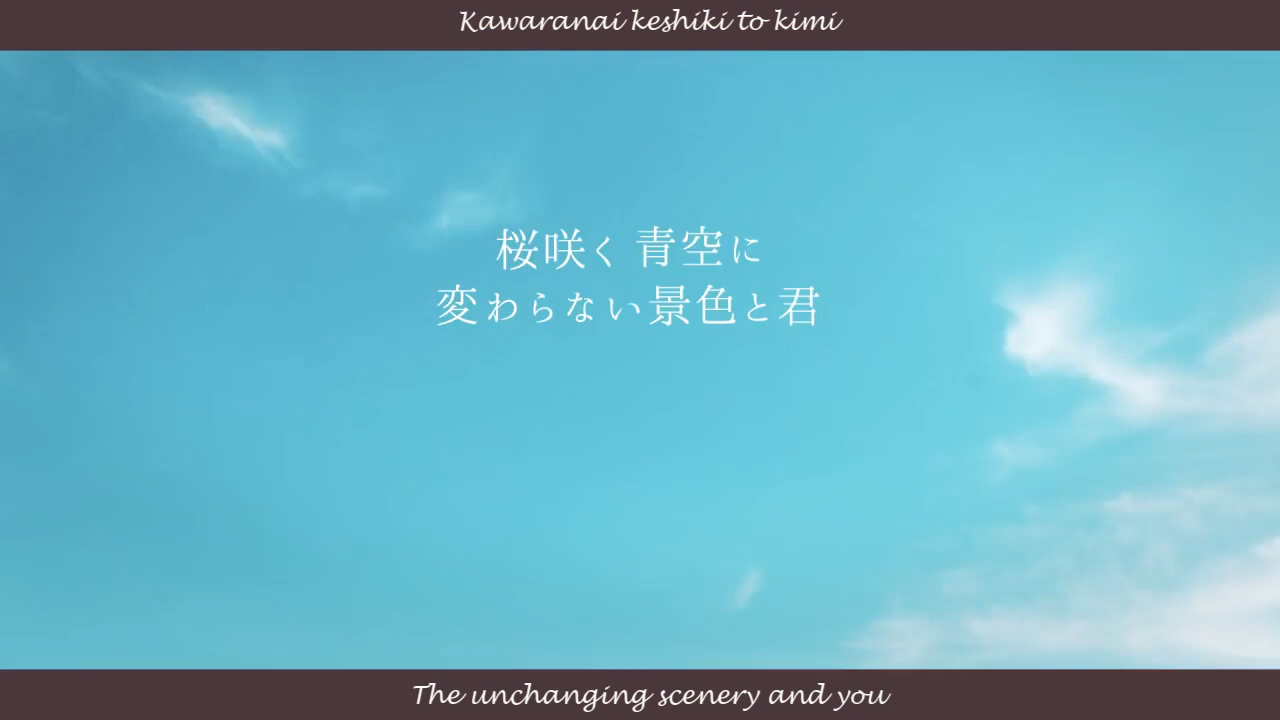 Kawaranai keshiki to kimi
桜咲く 青空に
変わらない景色と君
The unchanging scenery and you